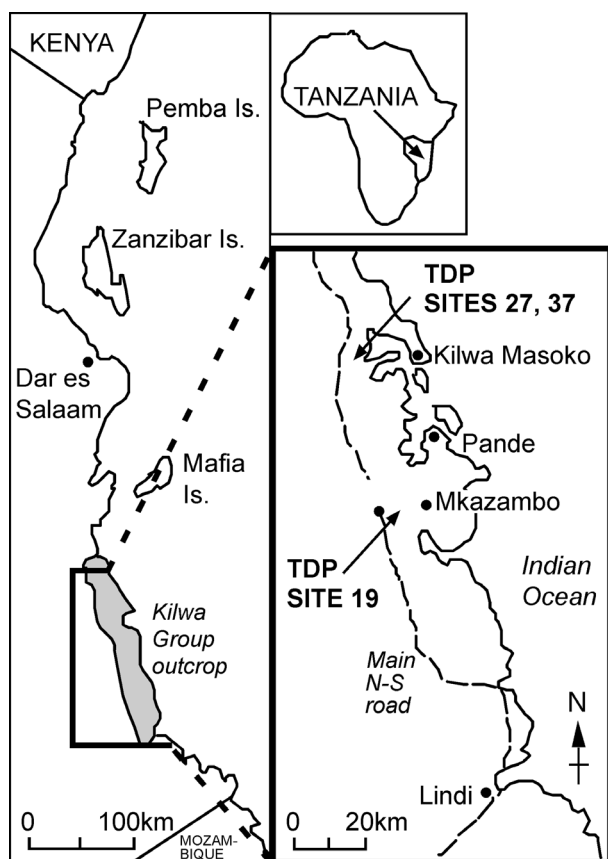 KENYA
Pemba Is.
Zanzibar Is.
Dar es
Salaam
Mafia
Is.
Kilwa
Group
outcrop
0 100km
MOZAM-
BIQUE
TANZANIA
TDP
SITES 27, 37
Kilwa Masoko
Pande
Mkazambo
TDP
SITE 19
Indian
Ocean
Main
N-S
road
N
Lindi
0 20km